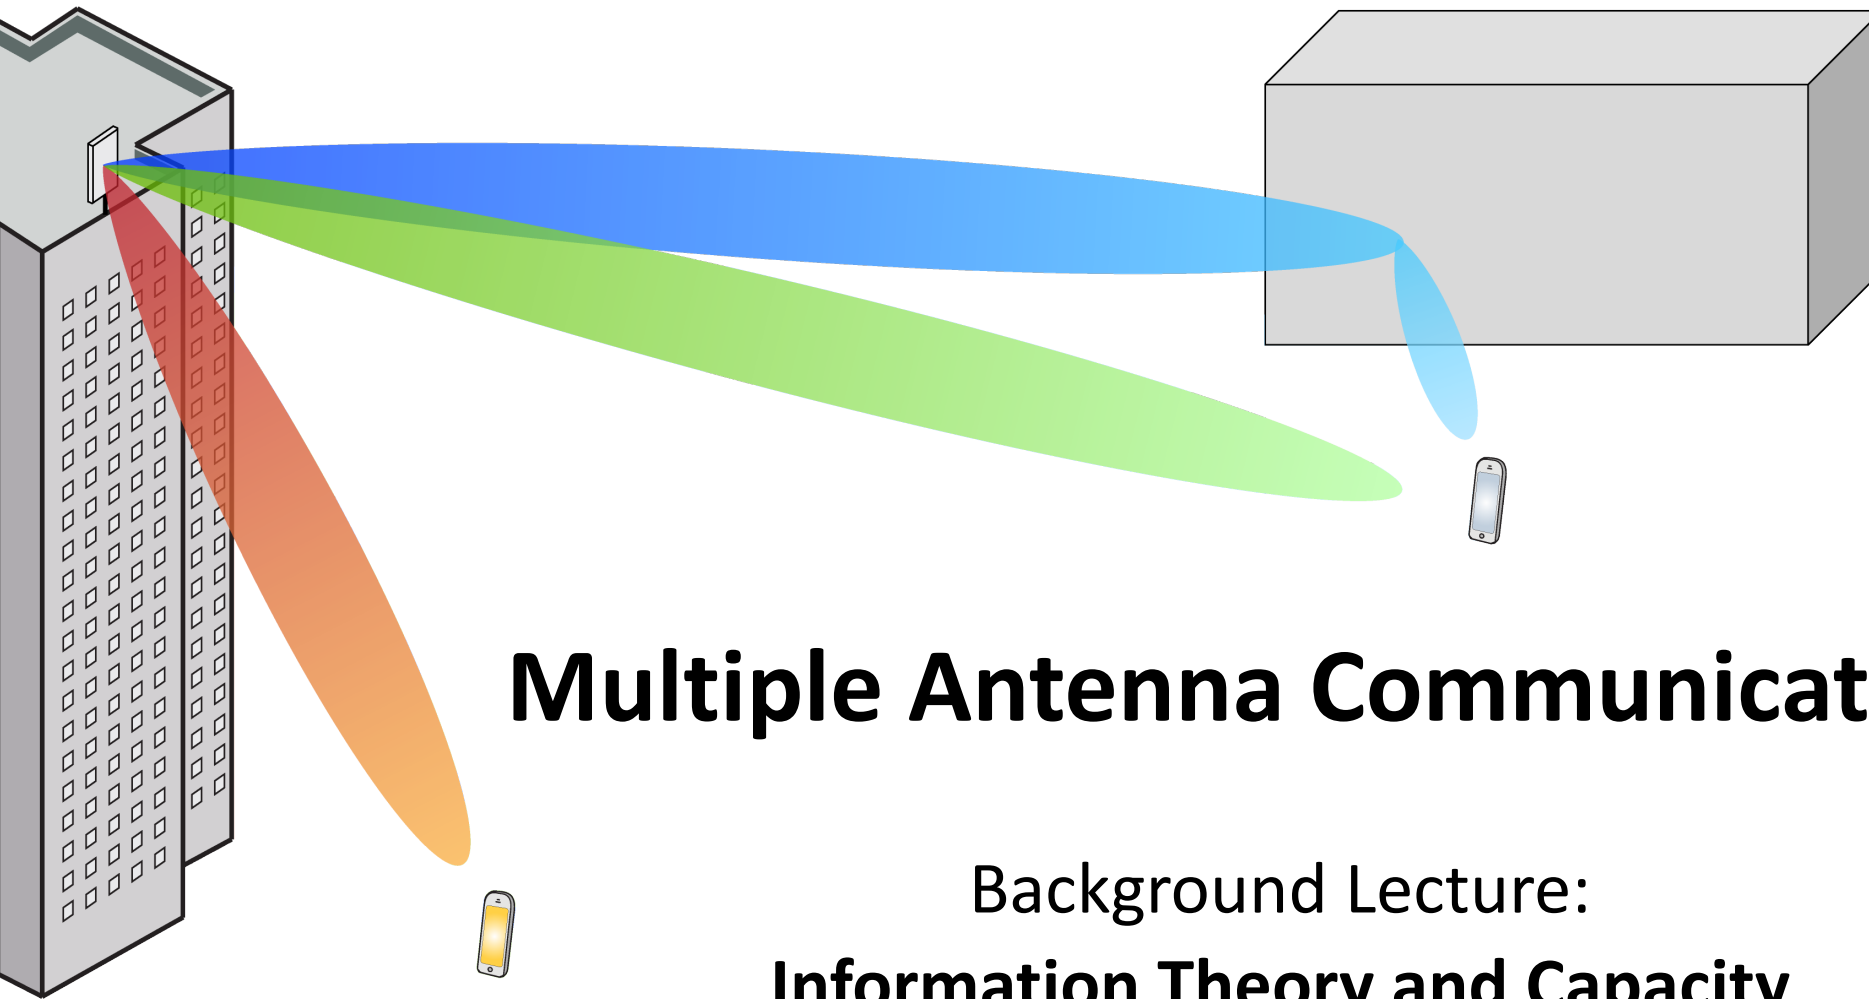 Multiple Antenna Communicat
Background Lecture:
Information Theory and Capacity